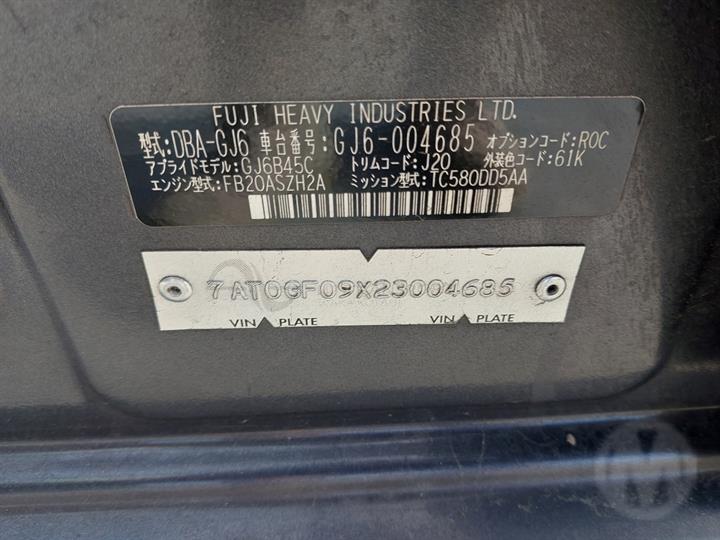 FUJI HEAVY INDUSTRIES LTD.
型式:DBA-GJ6 車台番号:GJ6-004685 オプションコード:ROC
アプライドモデル:GJ6B45C トリムコード:J20 外装色コード:61K
エンジン型式:FB20ASZH2A ミッション型式:TC580DD5AA
7AT0GF09X23004685
VIN PLATE VIN PLATE
M